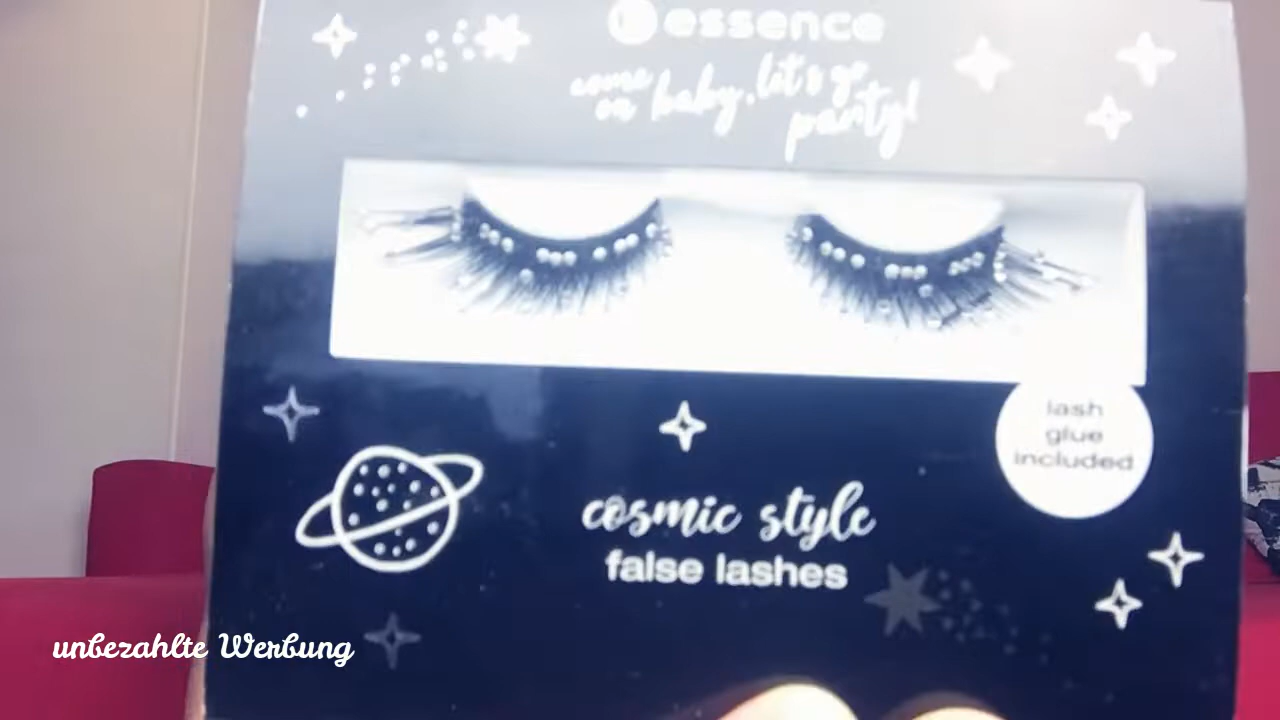 essence
come on baby, let's go party!
lash
glue
included
cosmic style
false lashes
unbezahlte Werbung